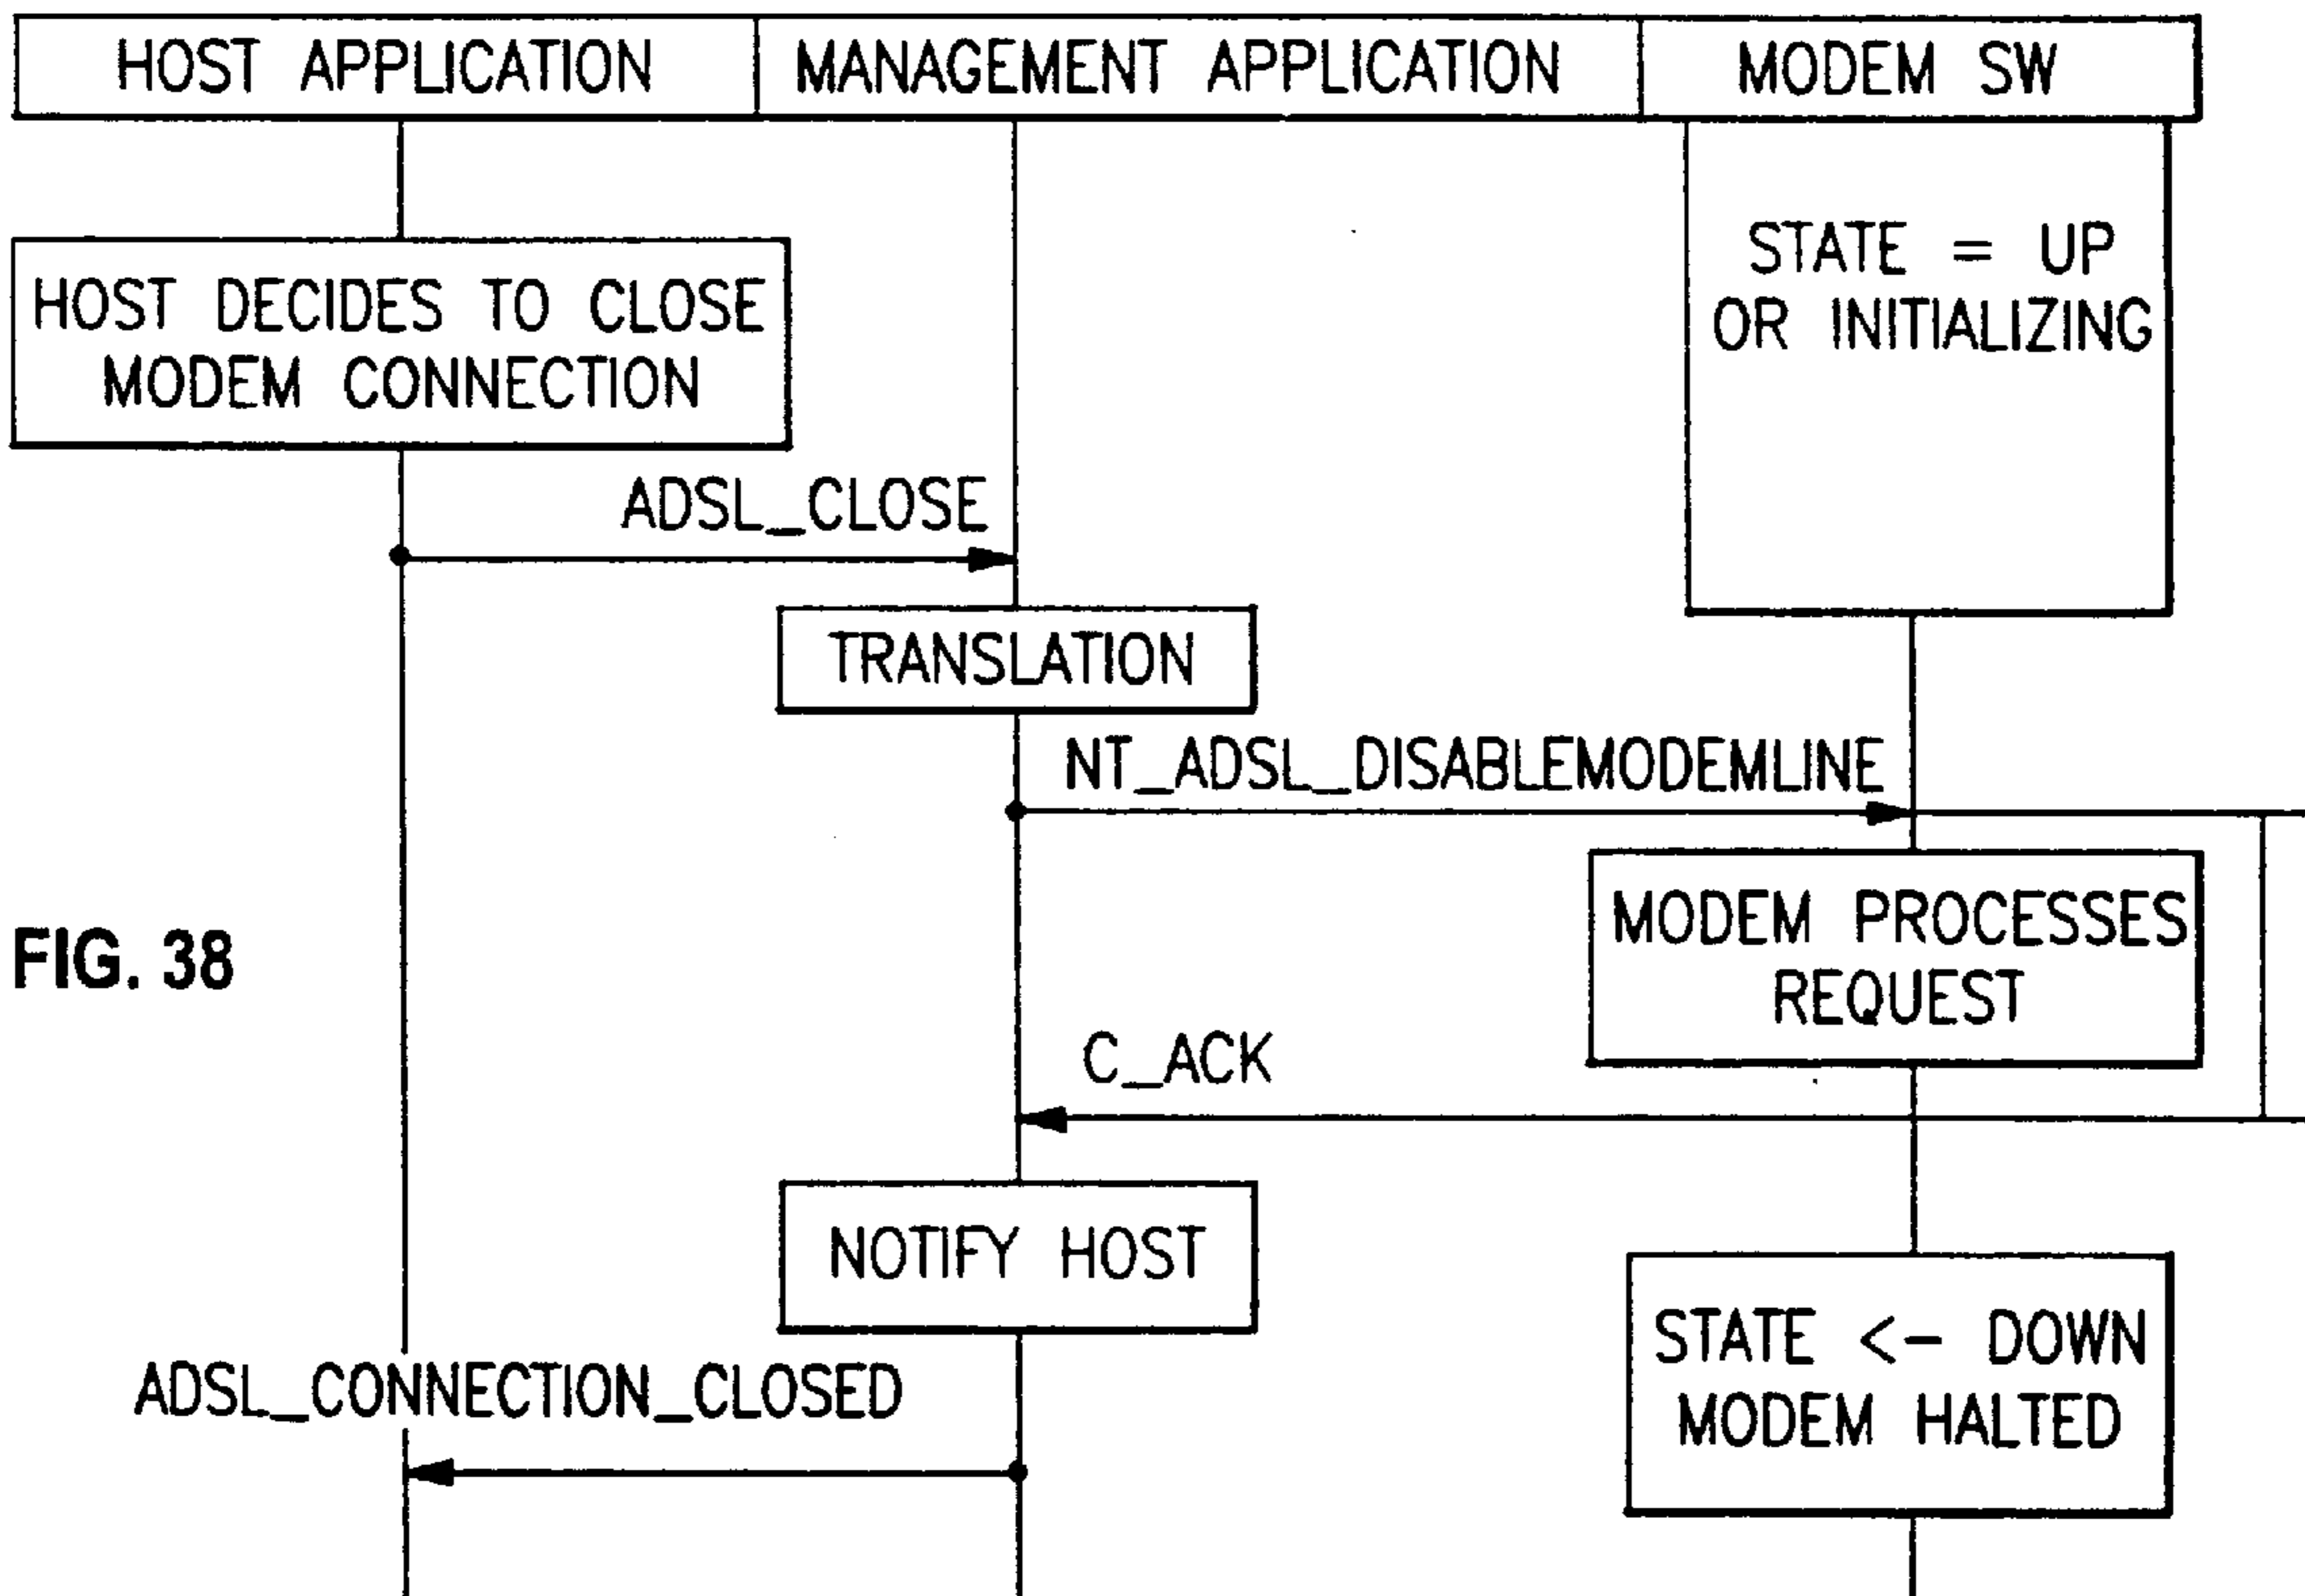 HOST APPLICATION MANAGEMENT APPLICATION MODEM SW
STATE = UP
OR INITIALIZING
HOST DECIDES TO CLOSE
MODEM CONNECTION
ADSL_CLOSE
TRANSLATION
NT_ADSL_DISABLEMODEMLINE
MODEM PROCESSES
REQUEST
FIG. 38
C_ACK
NOTIFY HOST
STATE <- DOWN
MODEM HALTED
ADSL_CONNECTION_CLOSED